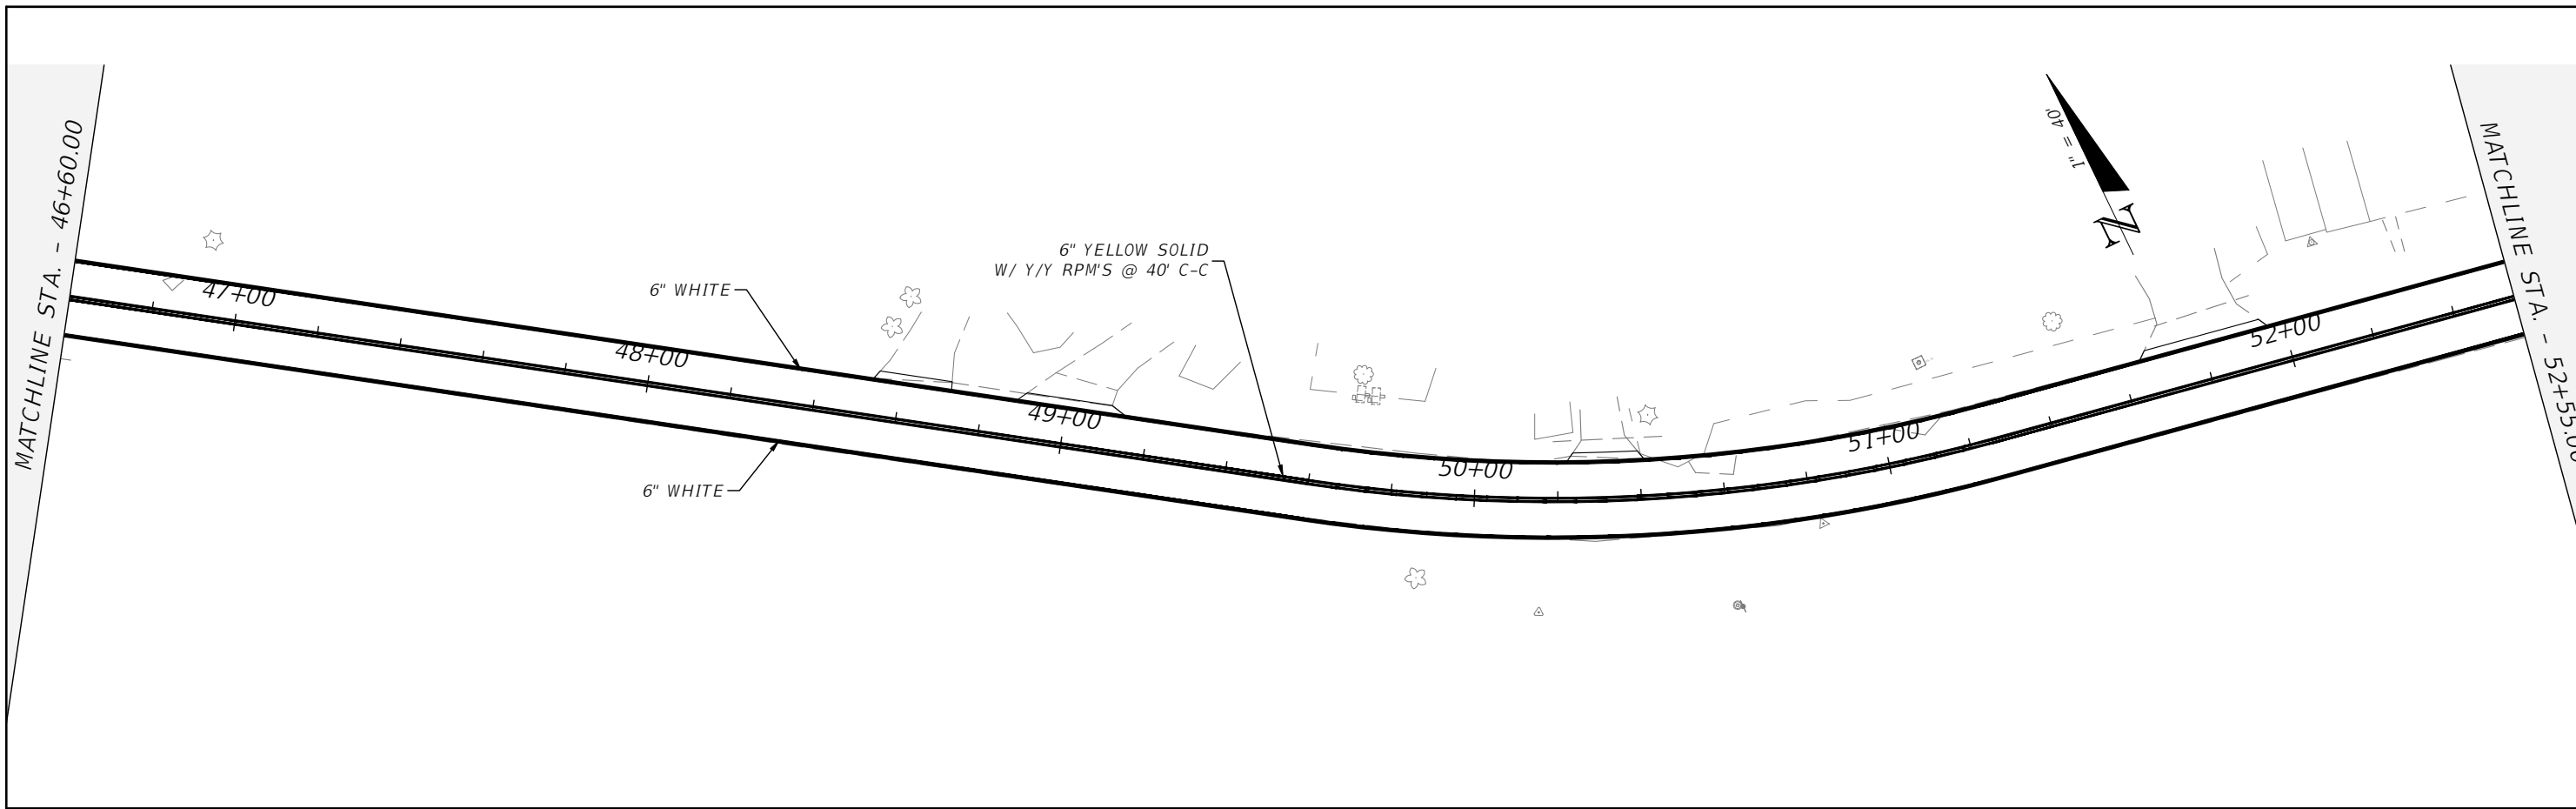 MATCHLINE STA. - 46+60.00
47+00
6" WHITE
48+00
6" WHITE
6" YELLOW SOLID
W/ Y/Y RPM'S @ 40' C-C
49+00
50+00
51+00
1" = 40'
N
52+00
MATCHLINE STA. - 52+55.00